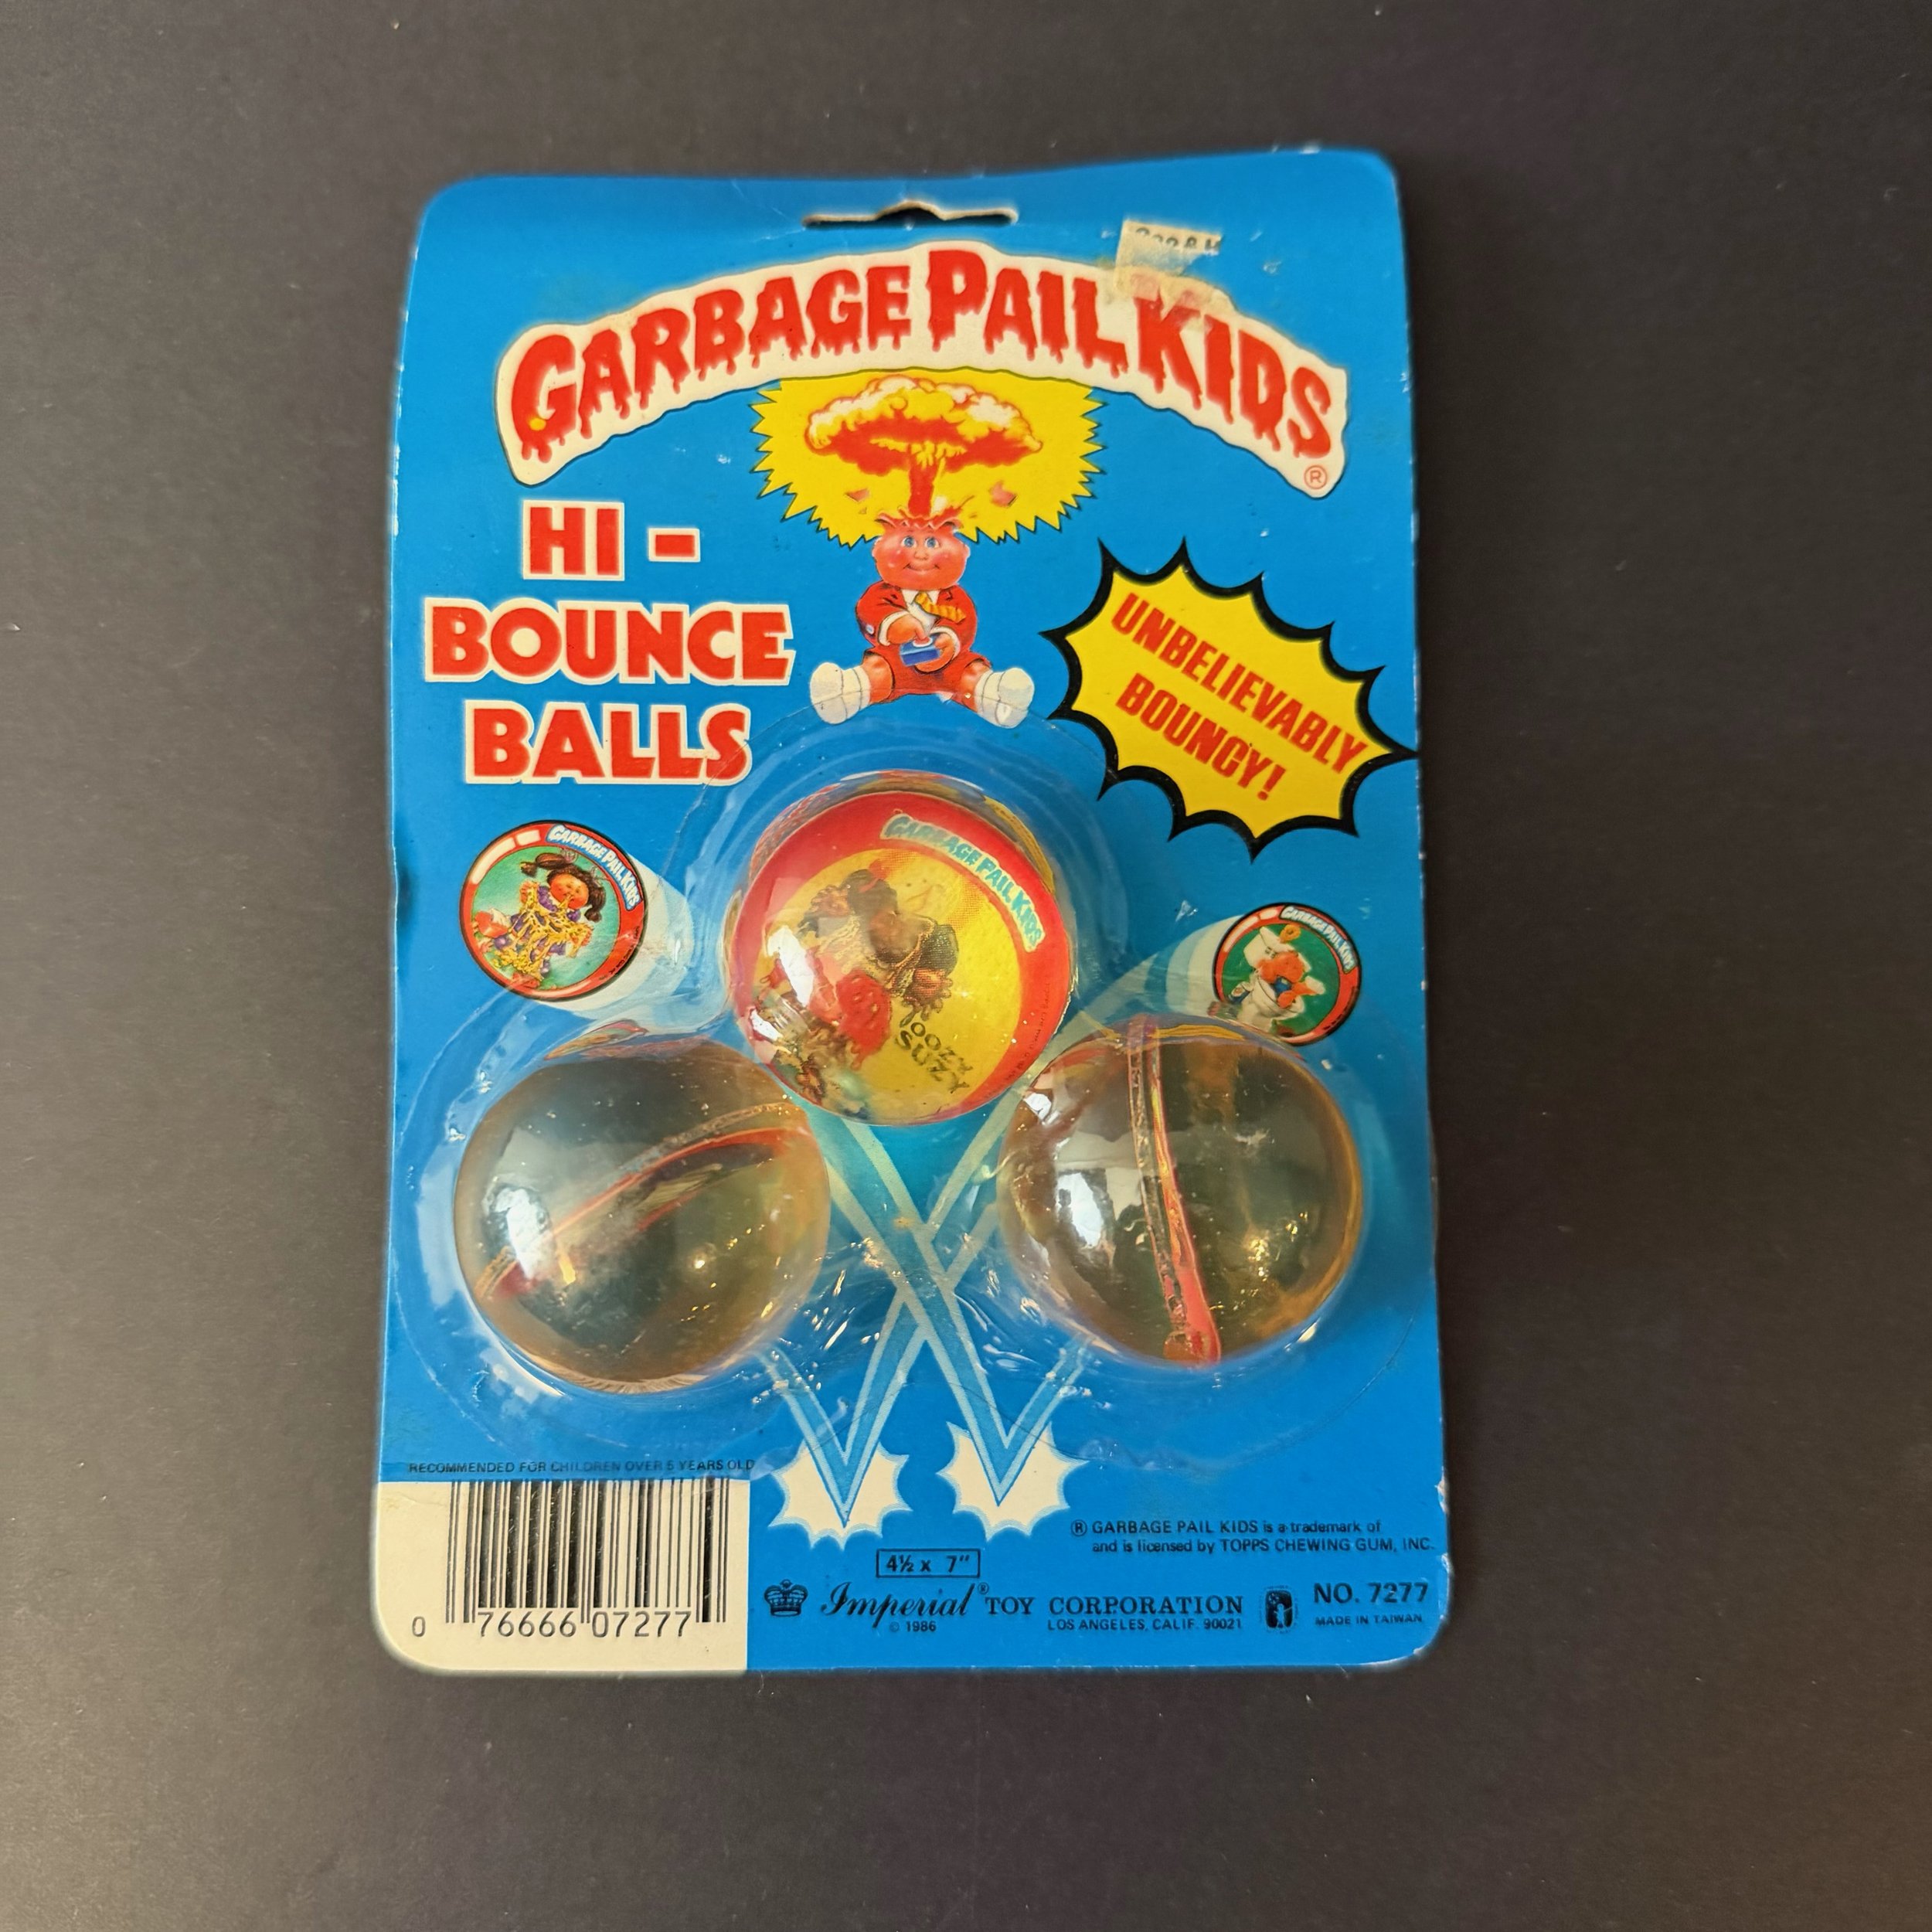 GARBAGE PAIL KIDS
®
HI -
BOUNCE
BALLS
UNBELIEVABLY
BOUNCY!
GARBAGE PAIL KIDS
GARBAGE PAIL KIDS
OOZY
SUZY
GARBAGE PAIL KIDS
RECOMMENDED FOR CHILDREN OVER 5 YEARS OLD
0 76666 07277
® GARBAGE PAIL KIDS is a trademark of
and is licensed by TOPPS CHEWING GUM, INC.
4½ x 7"
Imperial® TOY CORPORATION
© 1986
LOS ANGELES, CALIF. 90021
NO. 7277
MADE IN TAIWAN